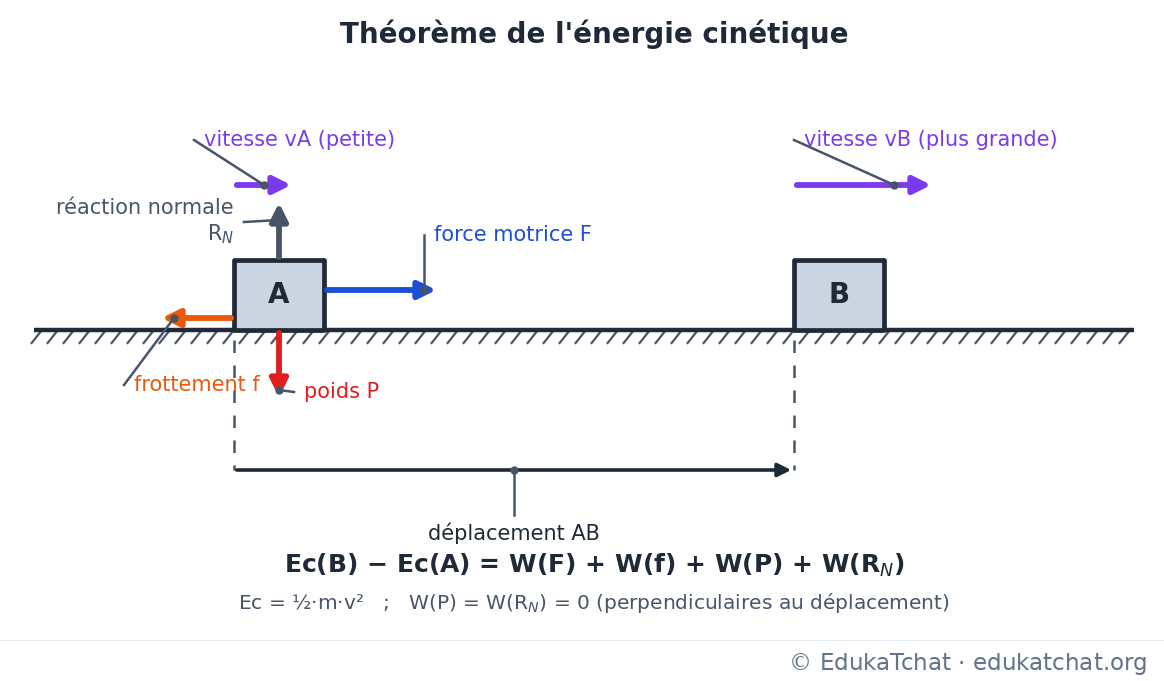 Théorème de l'énergie cinétique
vitesse vA (petite)
vitesse vB (plus grande)
réaction normale
R_N
force motrice F
A
B
frottement f
poids P
déplacement AB
Ec(B) − Ec(A) = W(F) + W(f) + W(P) + W(R_N)
Ec = ½·m·v² ; W(P) = W(R_N) = 0 (perpendiculaires au déplacement)
© EdukaTchat · edukatchat.org